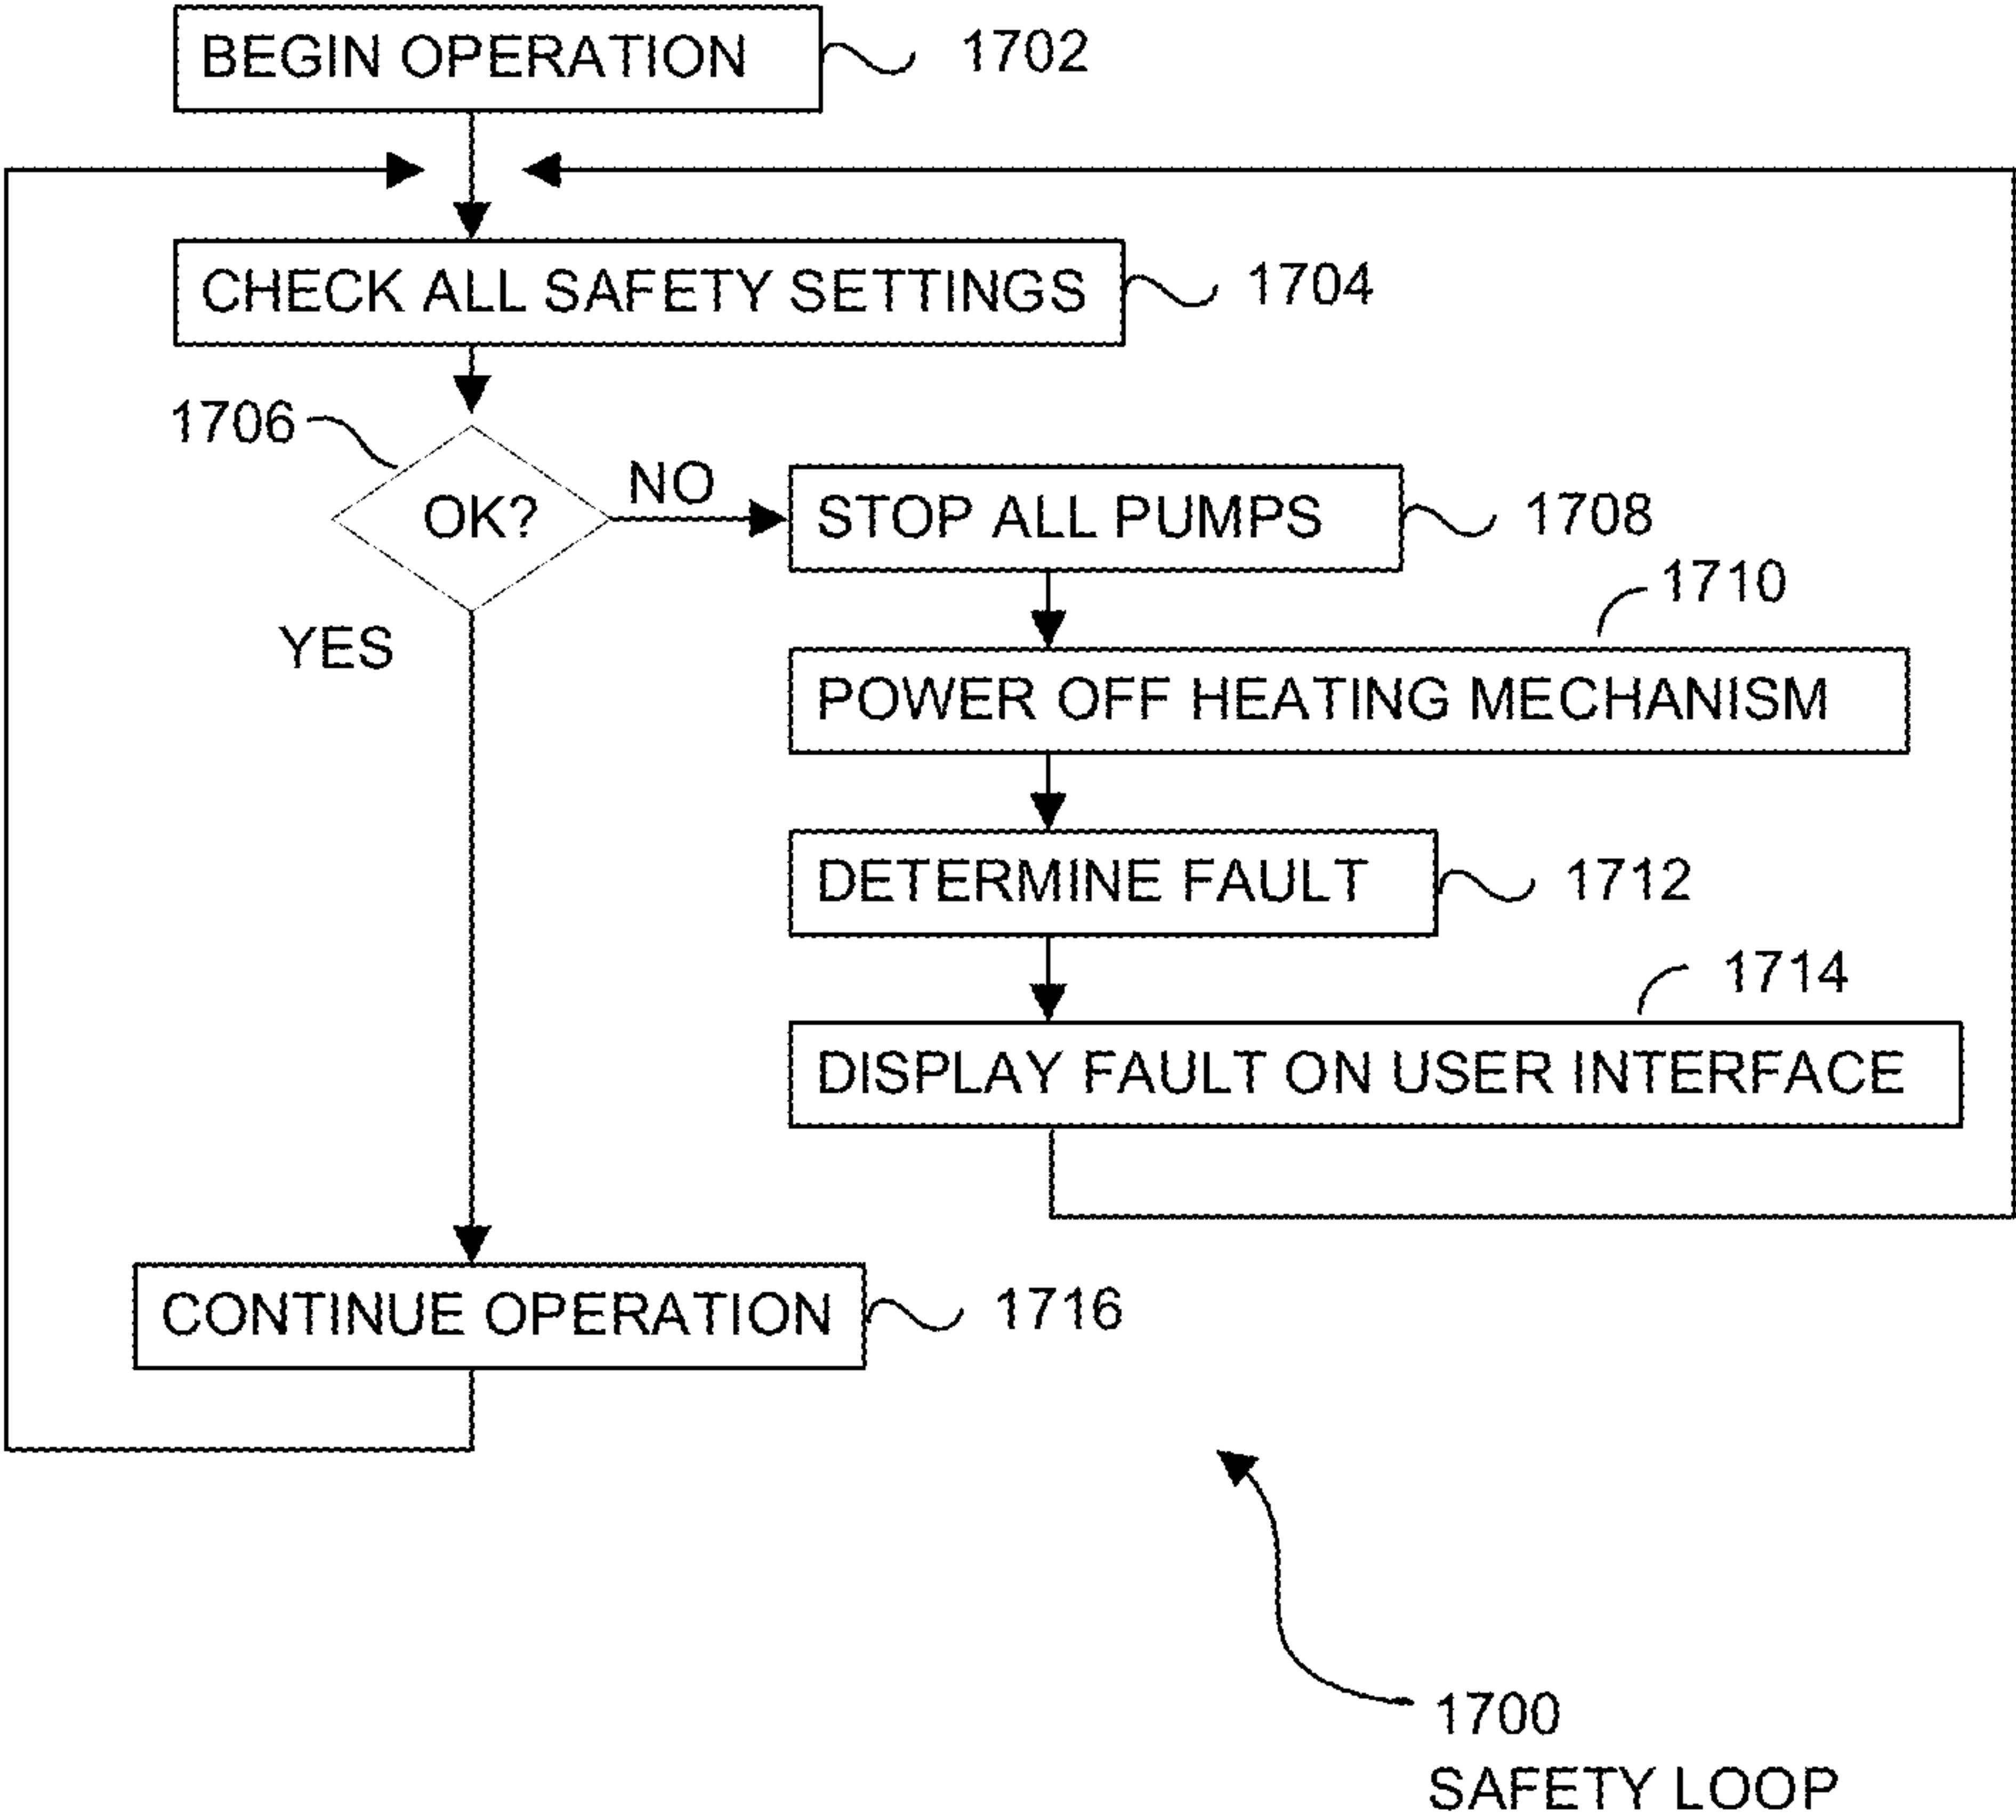 BEGIN OPERATION
1702
CHECK ALL SAFETY SETTINGS
1704
1706
OK?
NO
YES
STOP ALL PUMPS
1708
1710
POWER OFF HEATING MECHANISM
DETERMINE FAULT
1712
1714
DISPLAY FAULT ON USER INTERFACE
CONTINUE OPERATION
1716
1700
SAFETY LOOP